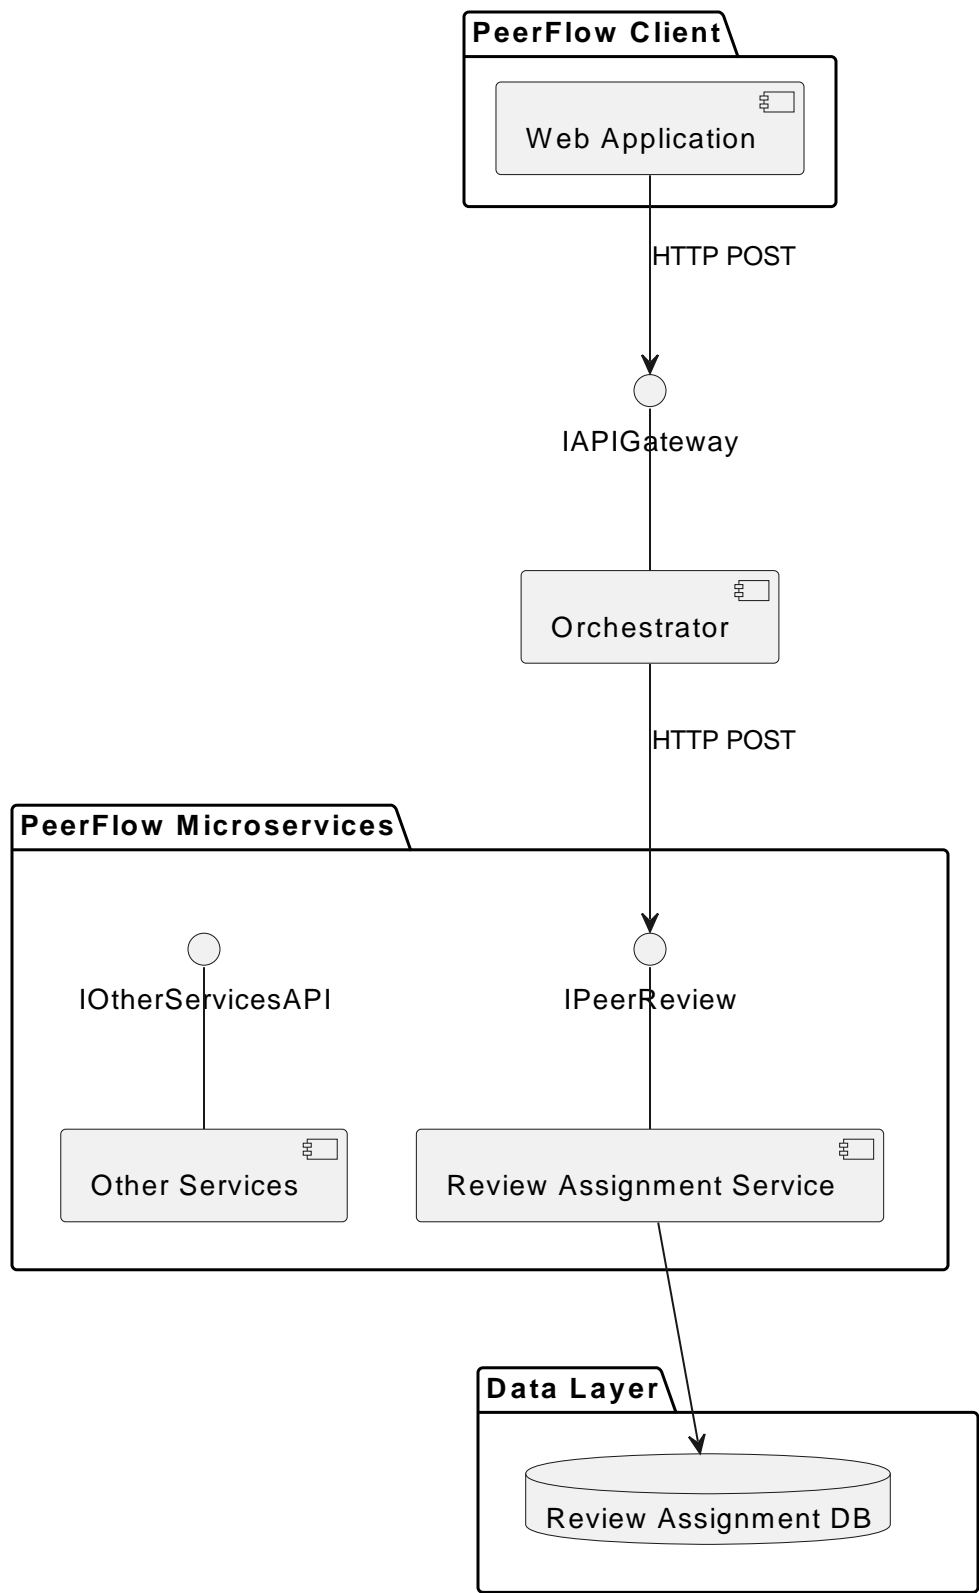 PeerFlow Client
Web Application
HTTP POST
IAPIGateway
Orchestrator
HTTP POST
PeerFlow Microservices
IOtherServicesAPI
IPeerReview
Other Services
Review Assignment Service
Data Layer
Review Assignment DB